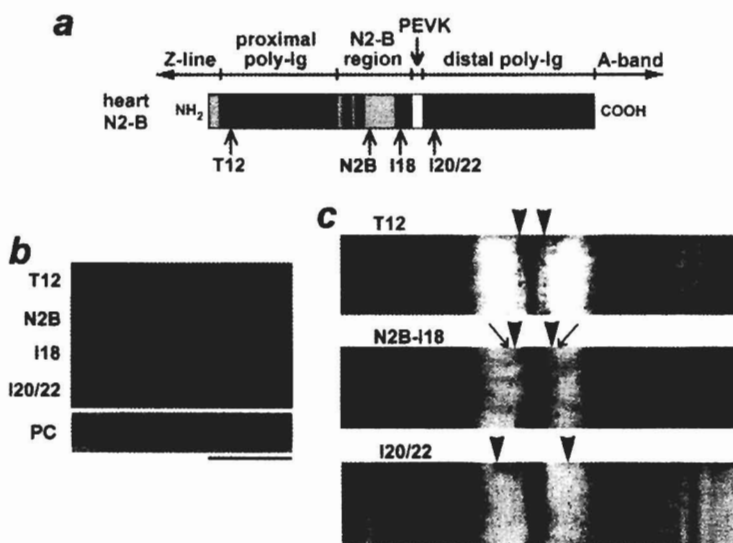 a
PEVK
proximal poly-Ig
N2-B region
Z-line
distal poly-Ig
A-band
heart N2-B
NH2
COOH
T12
N2B
I18
I20/22
b
T12
N2B
I18
I20/22
PC
c
T12
N2B-I18
I20/22